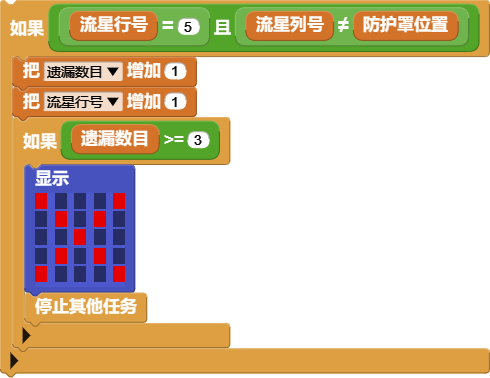 如果 流星行号 = 5 且 流星列号 ≠ 防护罩位置
把 遗漏数目 增加 1
把 流星行号 增加 1
如果 遗漏数目 >= 3
显示
停止其他任务